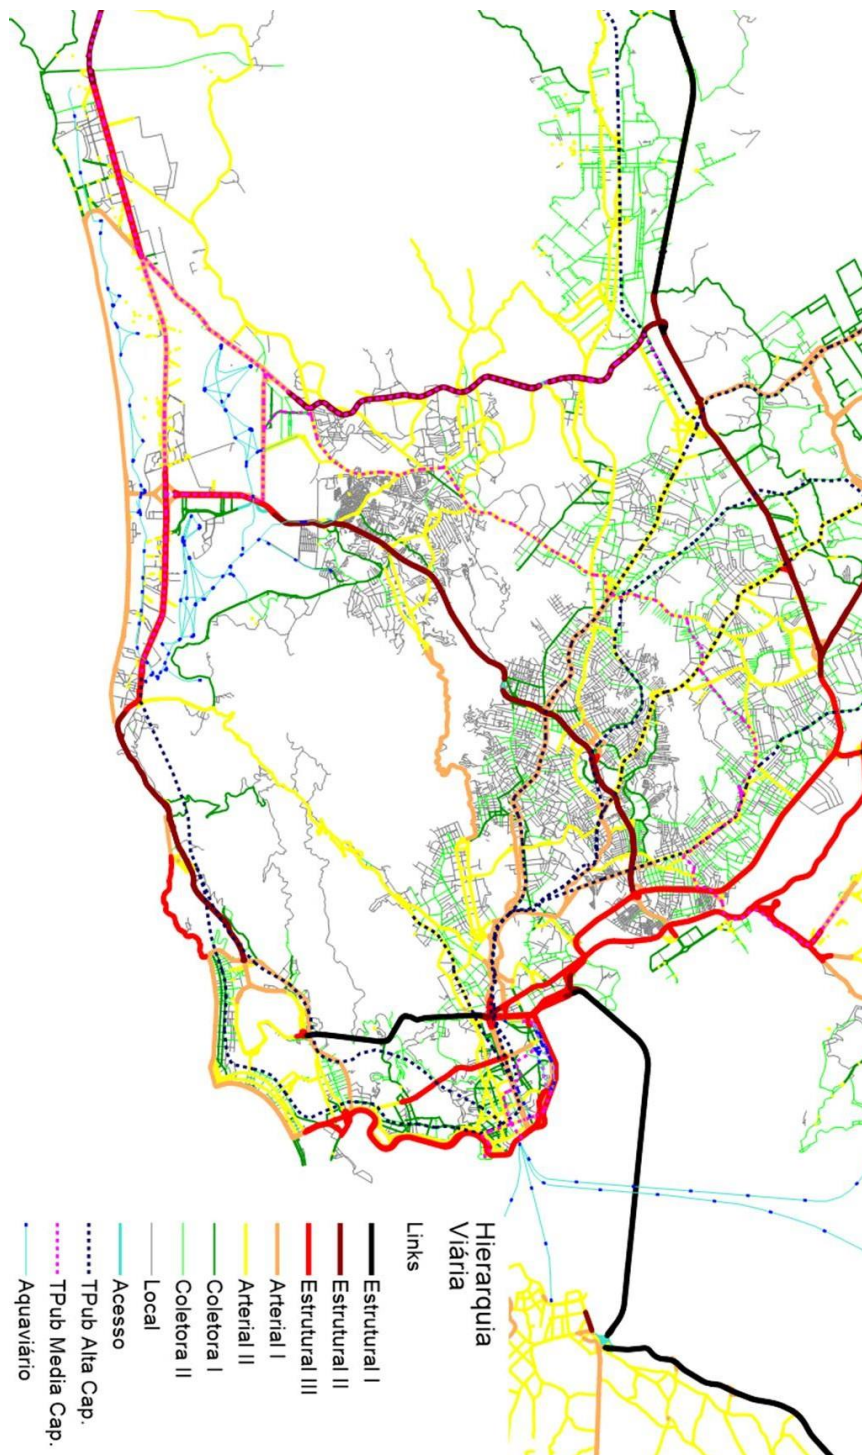 Hierarquia
Viária
Links
Estrutural I
Estrutural II
Estrutural III
Arterial I
Arterial II
Coletora I
Coletora II
Local
Acesso
TPub Alta Cap.
TPub Media Cap.
Aquaviário